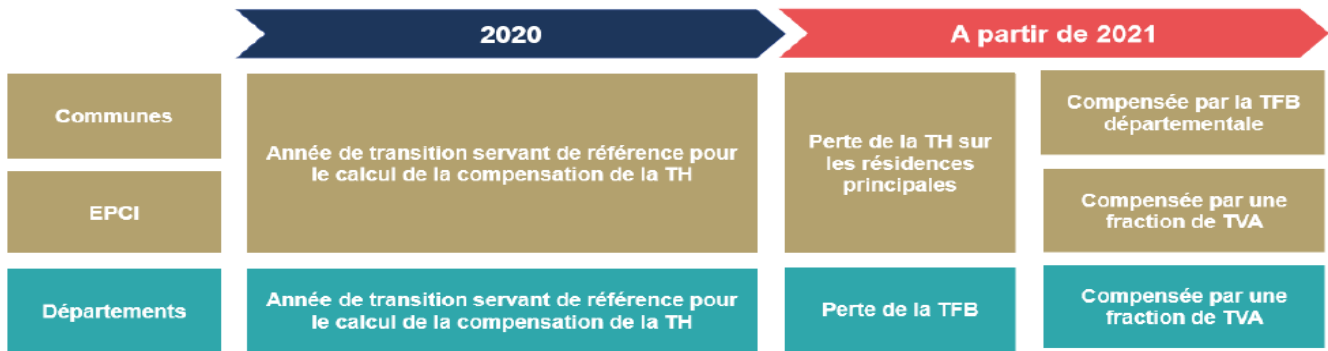 2020
A partir de 2021
Communes
Année de transition servant de référence pour
le calcul de la compensation de la TH
Perte de la TH sur
les résidences
principales
Compensée par la TFB
départementale
EPCI
Compensée par une
fraction de TVA
Départements
Année de transition servant de référence pour
le calcul de la compensation de la TH
Perte de la TFB
Compensée par une
fraction de TVA